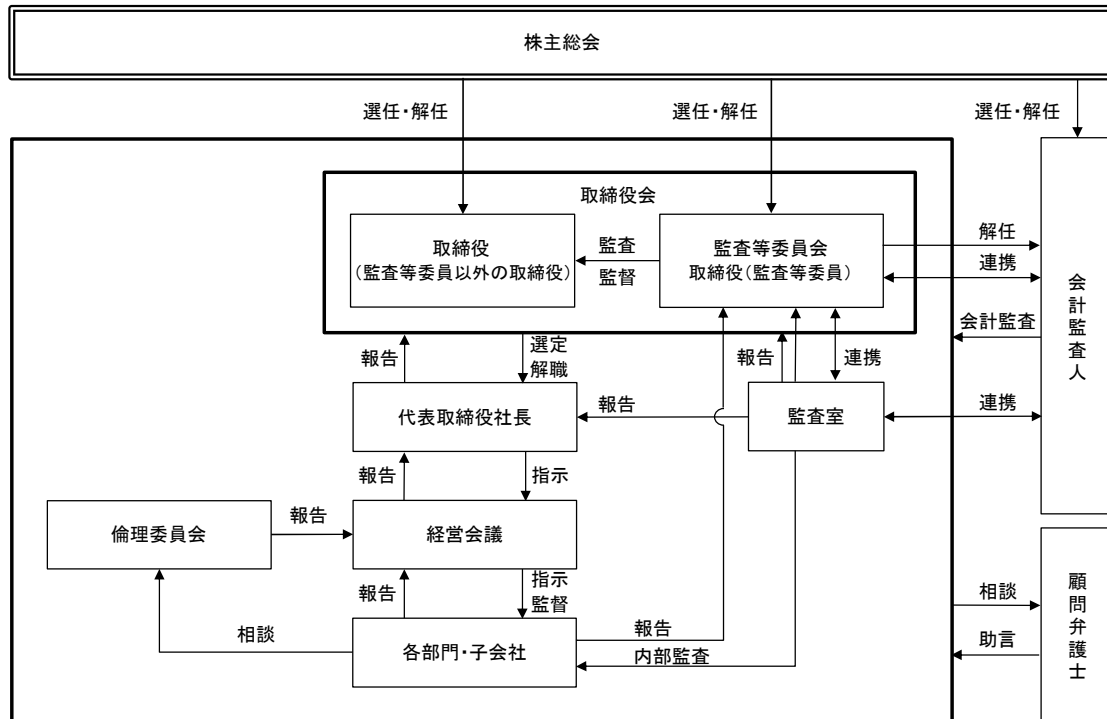 株主総会
選任・解任
選任・解任
選任・解任
取締役会
取締役
(監査等委員以外の取締役)
監査
監督
監査等委員会
取締役(監査等委員)
解任
連携
会計監査
連携
会計監査人
報告
選定
解職
報告
連携
代表取締役社長
報告
監査室
報告
指示
倫理委員会
報告
経営会議
報告
指示
監督
相談
各部門・子会社
報告
内部監査
相談
助言
顧問弁護士